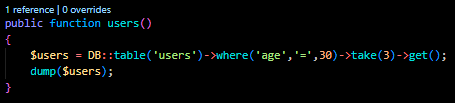 1 reference | 0 overrides
public function users()
{
    $users = DB::table('users')->where('age','=',30)->take(3)->get();
    dump($users);
}